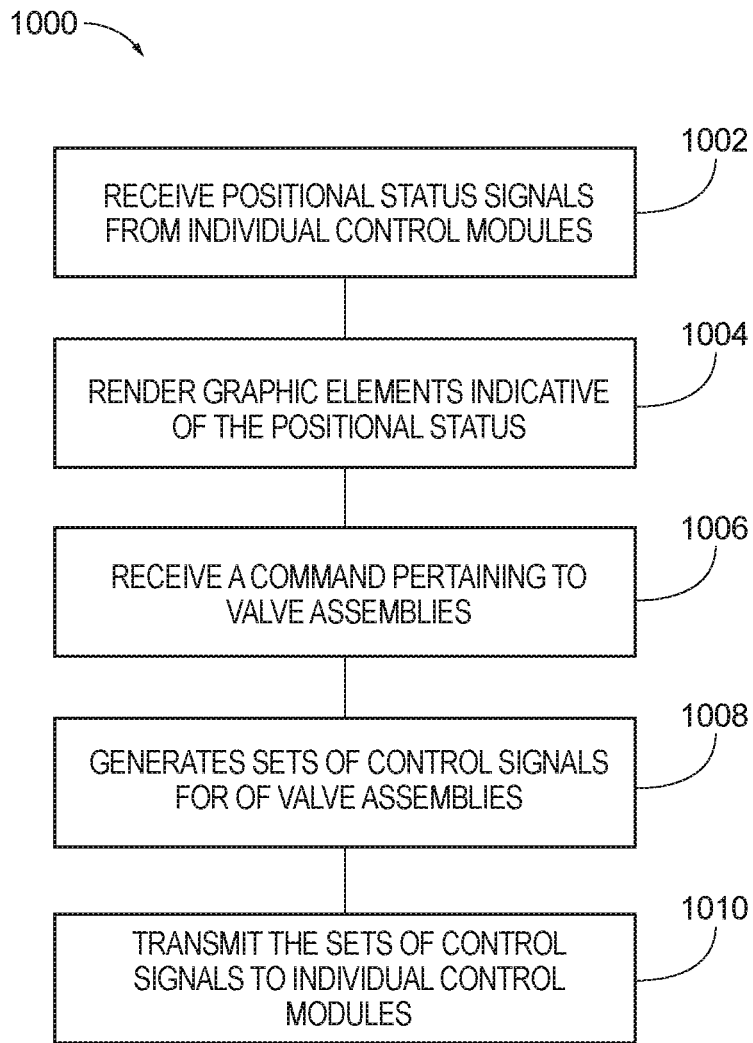 1000
1002
RECEIVE POSITIONAL STATUS SIGNALS
FROM INDIVIDUAL CONTROL MODULES
1004
RENDER GRAPHIC ELEMENTS INDICATIVE
OF THE POSITIONAL STATUS
1006
RECEIVE A COMMAND PERTAINING TO
VALVE ASSEMBLIES
1008
GENERATES SETS OF CONTROL SIGNALS
FOR OF VALVE ASSEMBLIES
1010
TRANSMIT THE SETS OF CONTROL
SIGNALS TO INDIVIDUAL CONTROL
MODULES